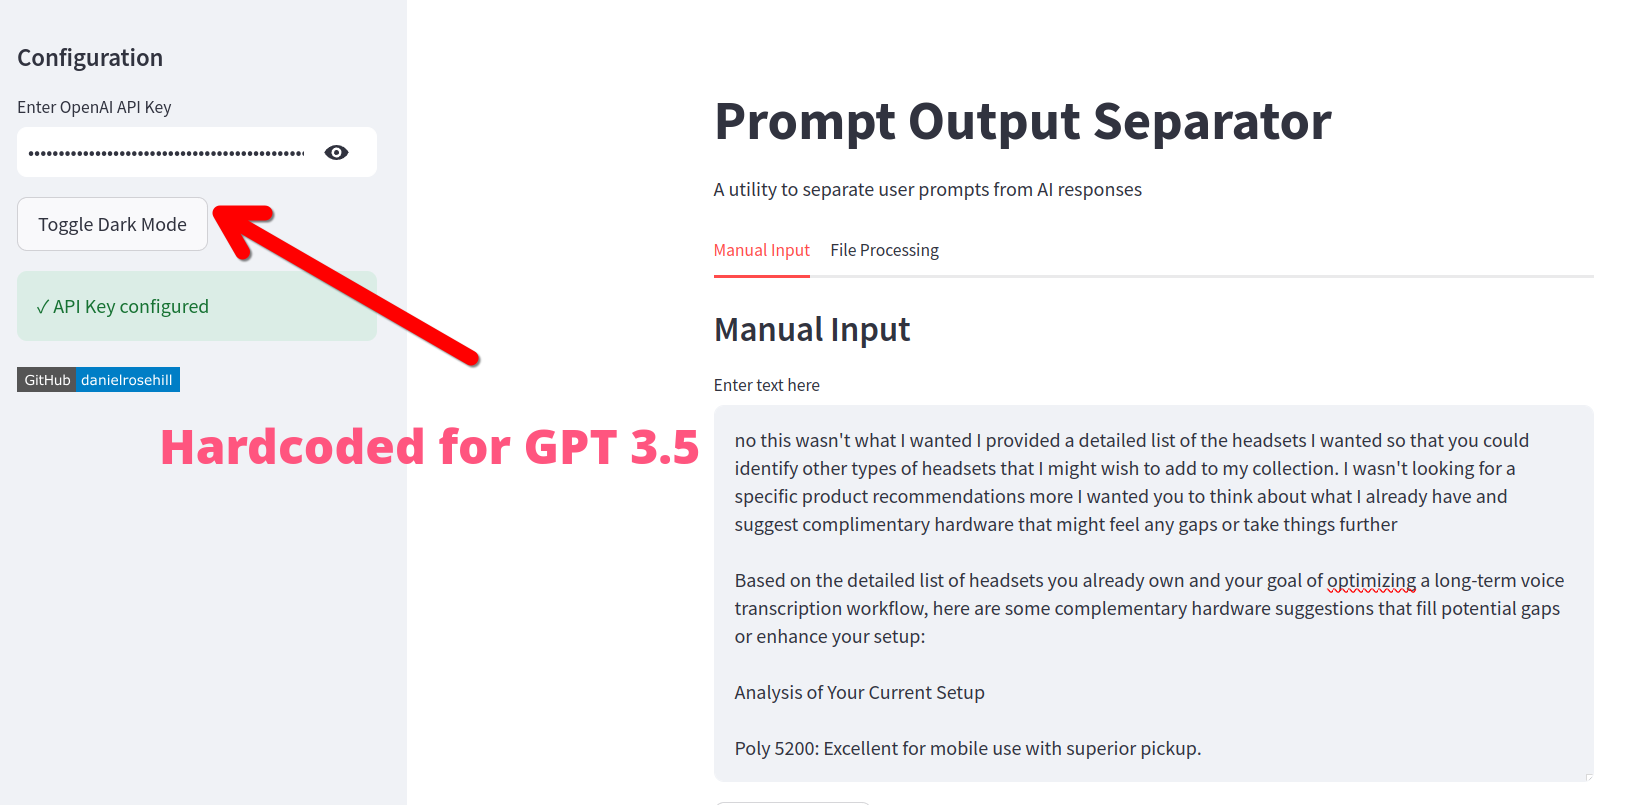 Configuration
Enter OpenAI API Key
Toggle Dark Mode
✓ API Key configured
GitHub danielrosehill
Hardcoded for GPT 3.5
Prompt Output Separator
A utility to separate user prompts from AI responses
Manual Input File Processing
Manual Input
Enter text here
no this wasn't what I wanted I provided a detailed list of the headsets I wanted so that you could
identify other types of headsets that I might wish to add to my collection. I wasn't looking for a
specific product recommendations more I wanted you to think about what I already have and
suggest complimentary hardware that might feel any gaps or take things further
Based on the detailed list of headsets you already own and your goal of optimizing a long-term voice
transcription workflow, here are some complementary hardware suggestions that fill potential gaps
or enhance your setup:
Analysis of Your Current Setup
Poly 5200: Excellent for mobile use with superior pickup.